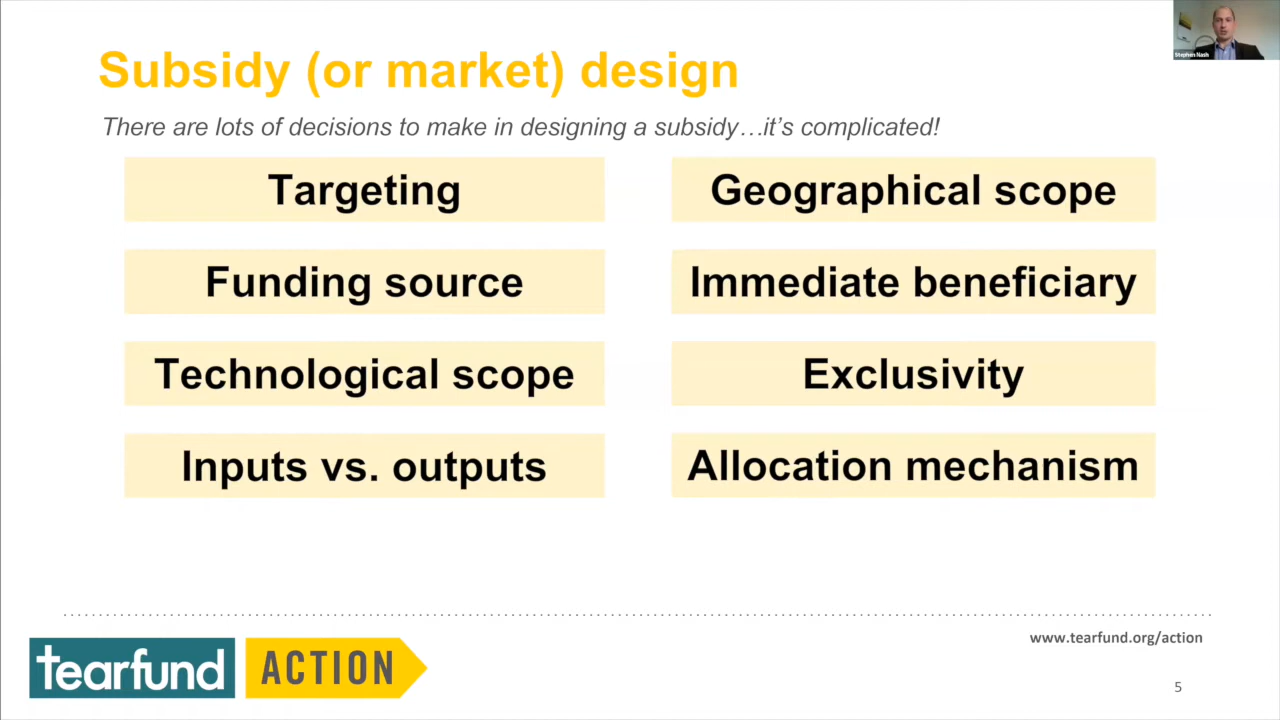 Subsidy (or market) design
There are lots of decisions to make in designing a subsidy…it’s complicated!
Targeting
Geographical scope
Funding source
Immediate beneficiary
Technological scope
Exclusivity
Inputs vs. outputs
Allocation mechanism
www.tearfund.org/action
tearfund
ACTION
5
Stephen Nash